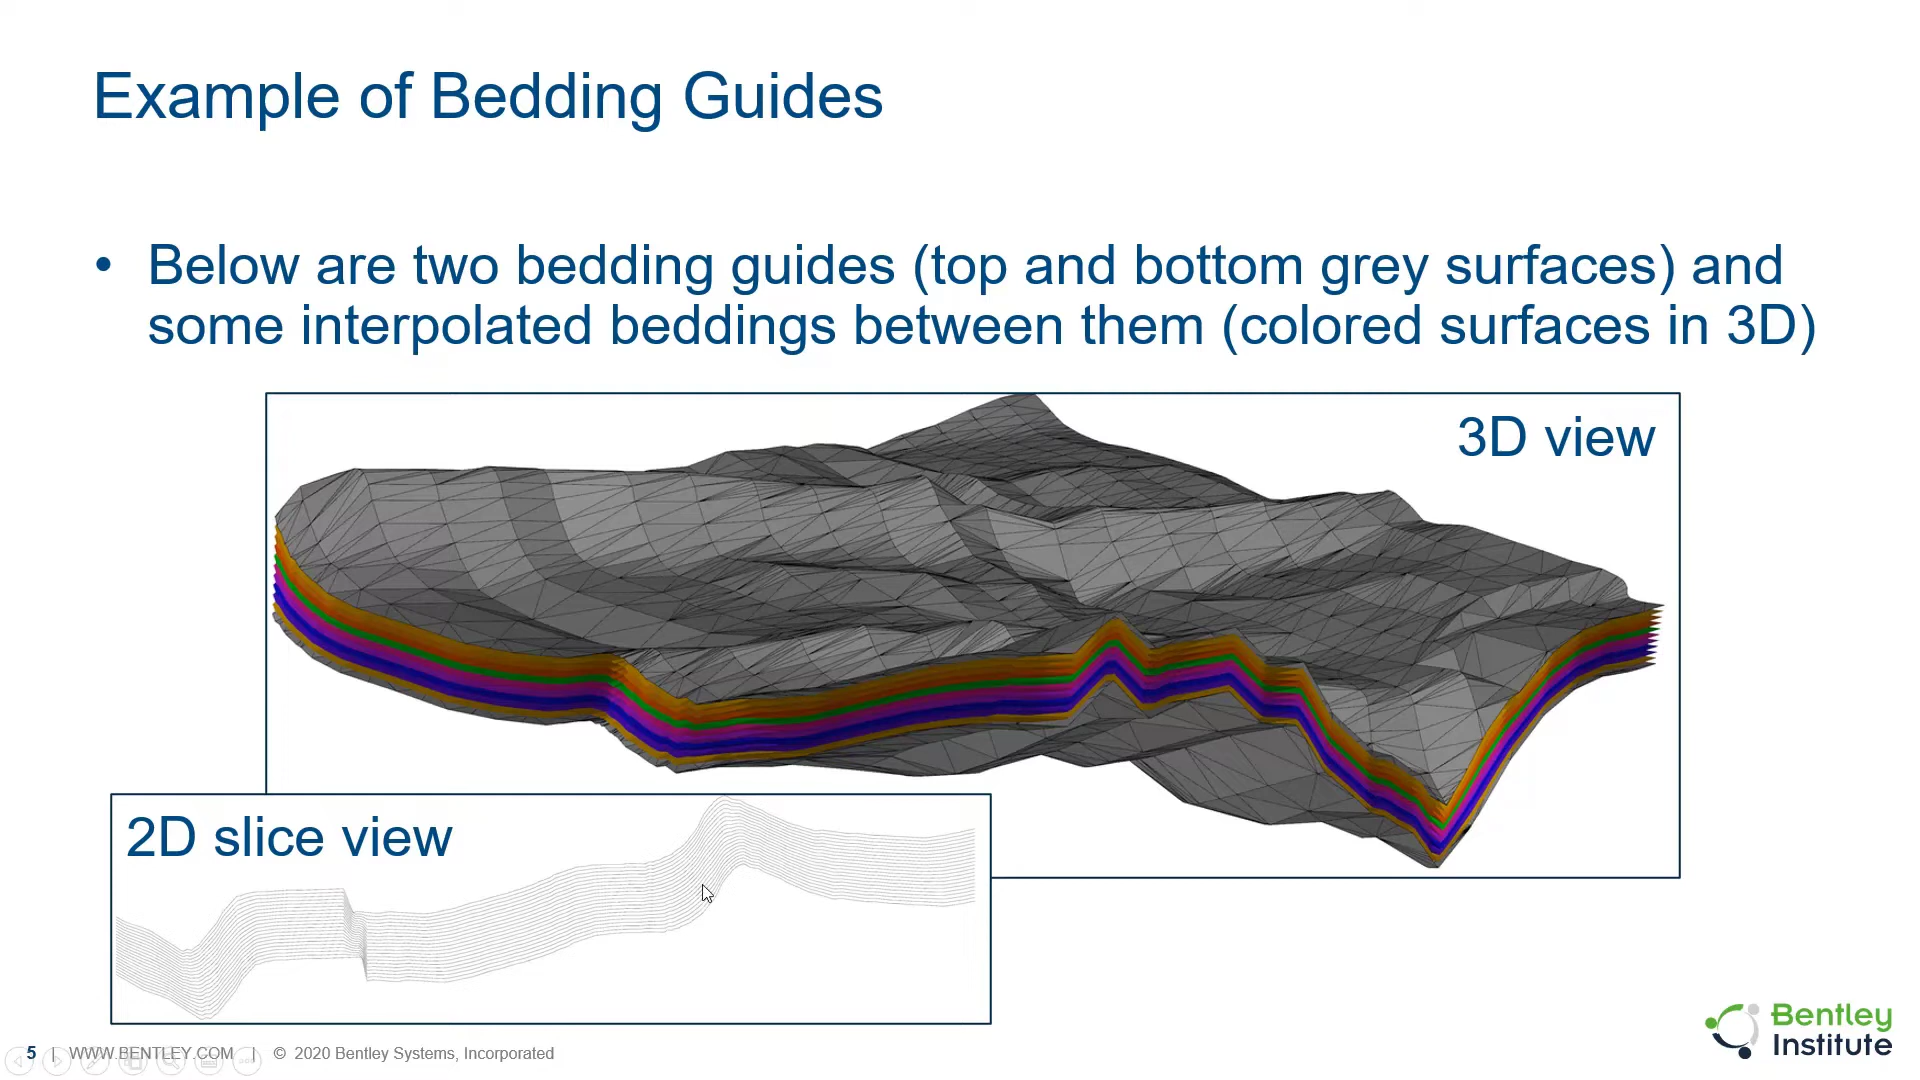 Example of Bedding Guides
• Below are two bedding guides (top and bottom grey surfaces) and
some interpolated beddings between them (colored surfaces in 3D)
3D view
2D slice view
5 | WWW.BENTLEY.COM | © 2020 Bentley Systems, Incorporated
Bentley
Institute